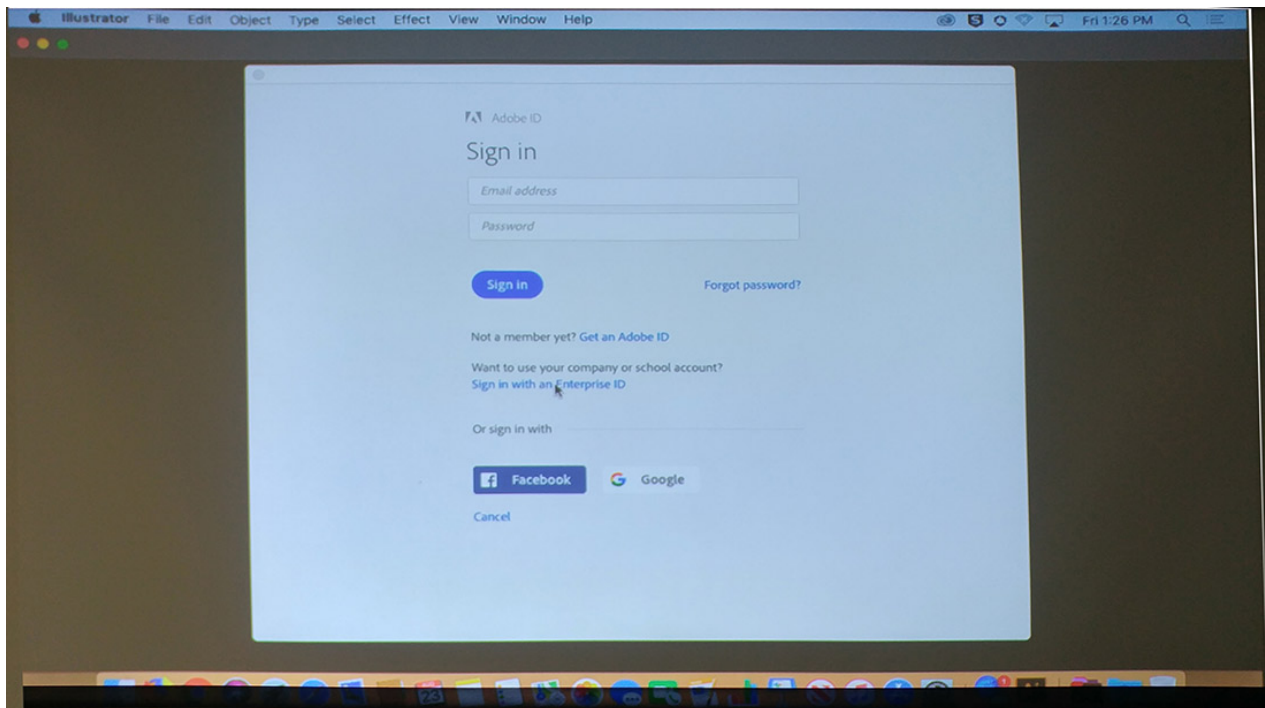 Illustrator File Edit Object Type Select Effect View Window Help Fri 1:26 PM
Adobe ID
Sign in
Email address
Password
Sign in Forgot password?
Not a member yet? Get an Adobe ID
Want to use your company or school account?
Sign in with an Enterprise ID
Or sign in with
Facebook Google
Cancel
23